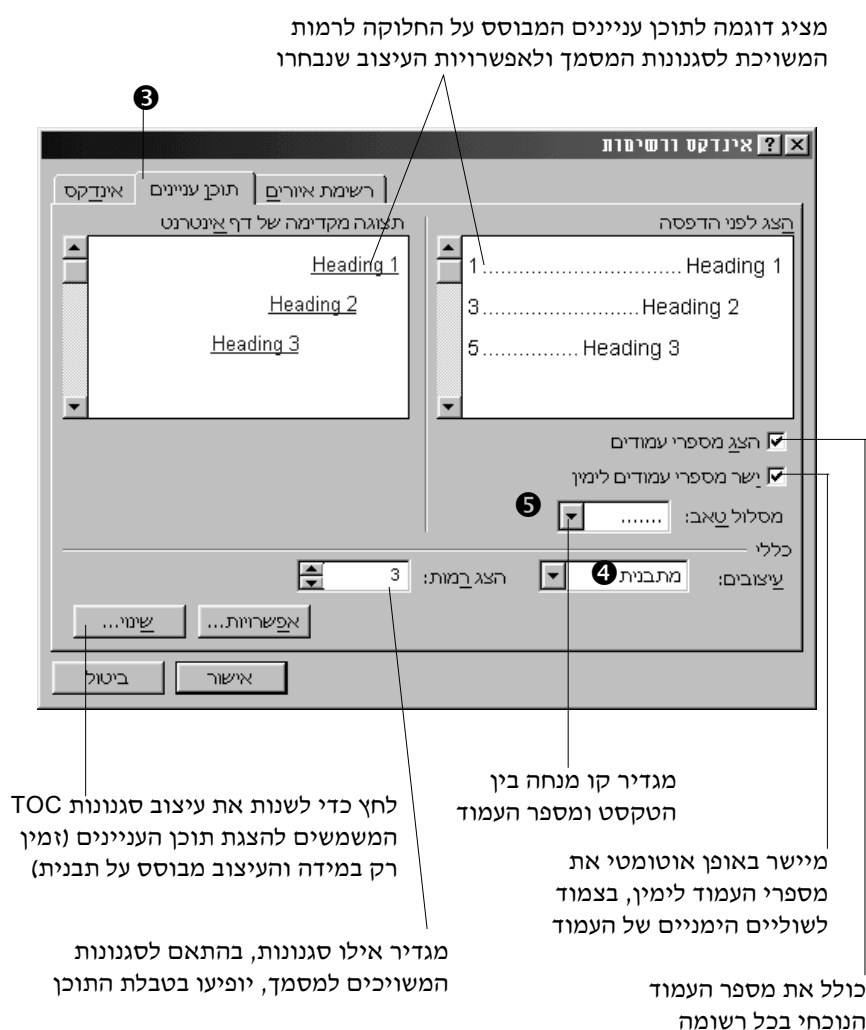 מציג דוגמה לתוכן עניינים המבוסס על החלוקה לרמות
המשויכת לסגנונות המסמך ולאפשרויות העיצוב שנבחרו
❸
אינדקס ורשימות
אינדקס תוכן עניינים רשימת איורים
הצג לפני הדפסה
Heading 1................................1
Heading 2.........................3
Heading 3................5
תצוגה מקדימה של דף אינטרנט
Heading 1
Heading 2
Heading 3
הצג מספרי עמודים
ישר מספרי עמודים לימין
מסלול טאב: ....... ❺
כללי
עיצובים: מתבנית ❹ הצג רמות: 3
אפשרויות... שינוי...
אישור ביטול
מגדיר קו מנחה בין
הטקסט ומספר העמוד
לחץ כדי לשנות את עיצוב סגנונות TOC
המשמשים להצגת תוכן העניינים (זמין
רק במידה והעיצוב מבוסס על תבנית)
מיישר באופן אוטומטי את
מספרי העמוד לימין, בצמוד
לשוליים הימניים של העמוד
מגדיר אילו סגנונות, בהתאם לסגנונות
המשויכים למסמך, יופיעו בטבלת התוכן
כולל את מספר העמוד
הנוכחי בכל רשומה